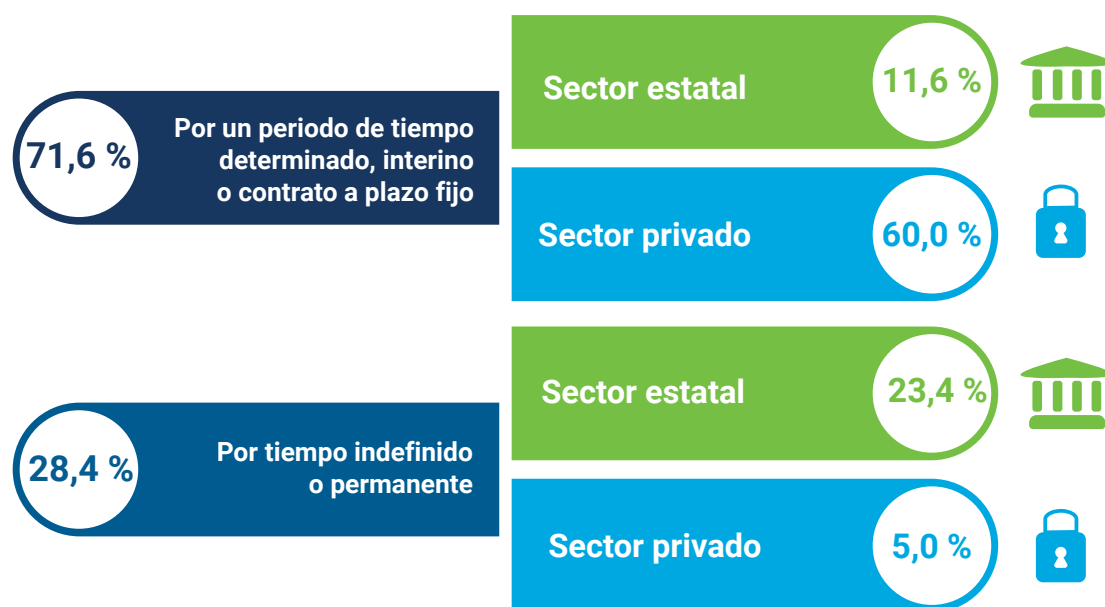 71,6 %
Por un periodo de tiempo
determinado, interino
o contrato a plazo fijo
Sector estatal
11,6 %
Sector privado
60,0 %
28,4 %
Por tiempo indefinido
o permanente
Sector estatal
23,4 %
Sector privado
5,0 %